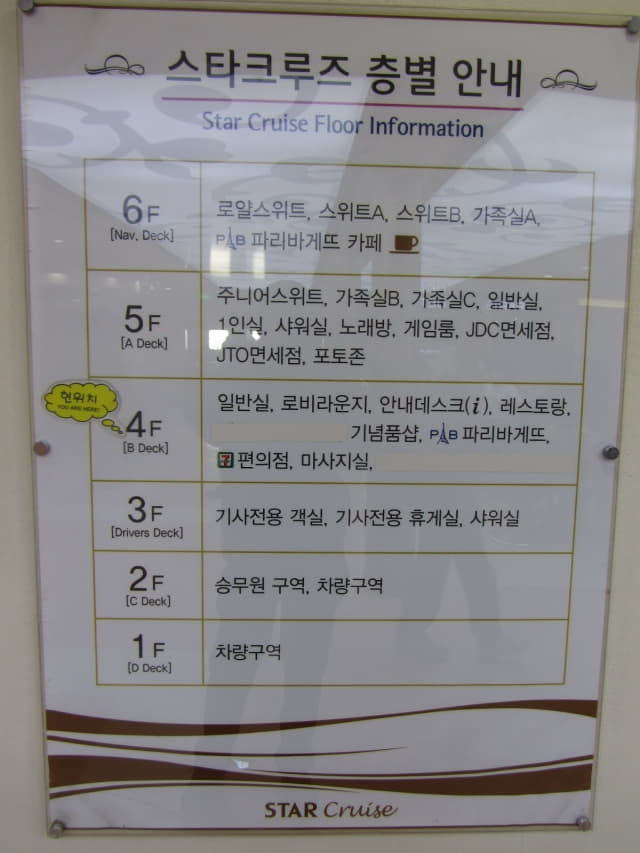 스타크루즈 층별 안내
Star Cruise Floor Information
6F
[Nav. Deck]
로얄스위트, 스위트A, 스위트B, 가족실A,
PAB 파리바게뜨 카페
5F
[A Deck]
주니어스위트, 가족실B, 가족실C, 일반실,
1인실, 샤워실, 노래방, 게임룸, JDC면세점,
JTO면세점, 포토존
현위치
YOU ARE HERE!
4F
[B Deck]
일반실, 로비라운지, 안내데스크(i), 레스토랑,
기념품샵, PAB 파리바게뜨,
7 편의점, 마사지실,
3F
[Drivers Deck]
기사전용 객실, 기사전용 휴게실, 샤워실
2F
[C Deck]
승무원 구역, 차량구역
1F
[D Deck]
차량구역
STAR Cruise